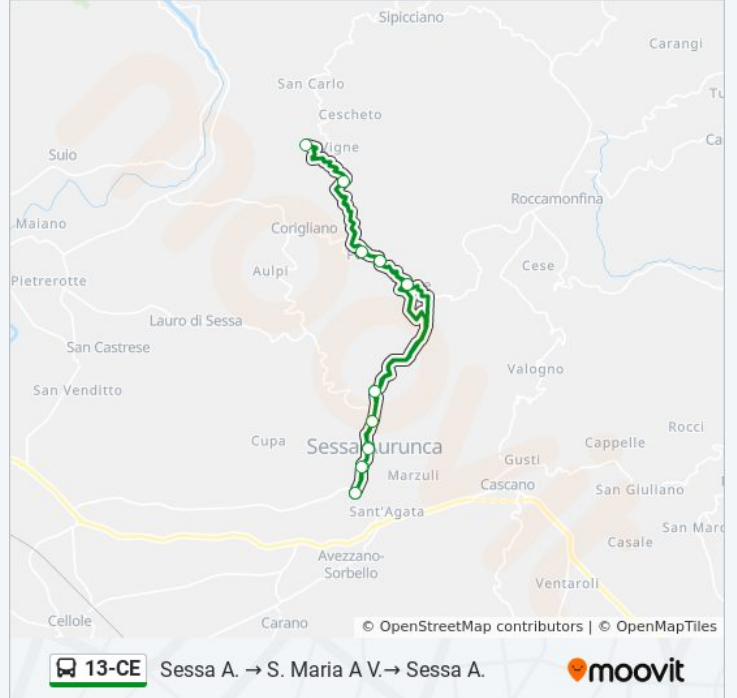 Sipicciano
Carangi
San Carlo
Cescheto
Vigne
Suio
Roccamonfina
Maiano
Corigliano
Cese
Aulpi
Pietrerotte
Lauro di Sessa
San Castrese
Valogno
San Venditto
Rocci
Cupa
Sessa Aurunca
Cappelle
Gusti
Marzuli
Cascano
San Giuliano
Sant'Agata
San Marc
Casale
Avezzano-
Sorbello
Ventaroli
Cellole
Carano
© OpenStreetMap contributors | © OpenMapTiles
13-CE Sessa A. → S. Maria A V.→ Sessa A.
moovit